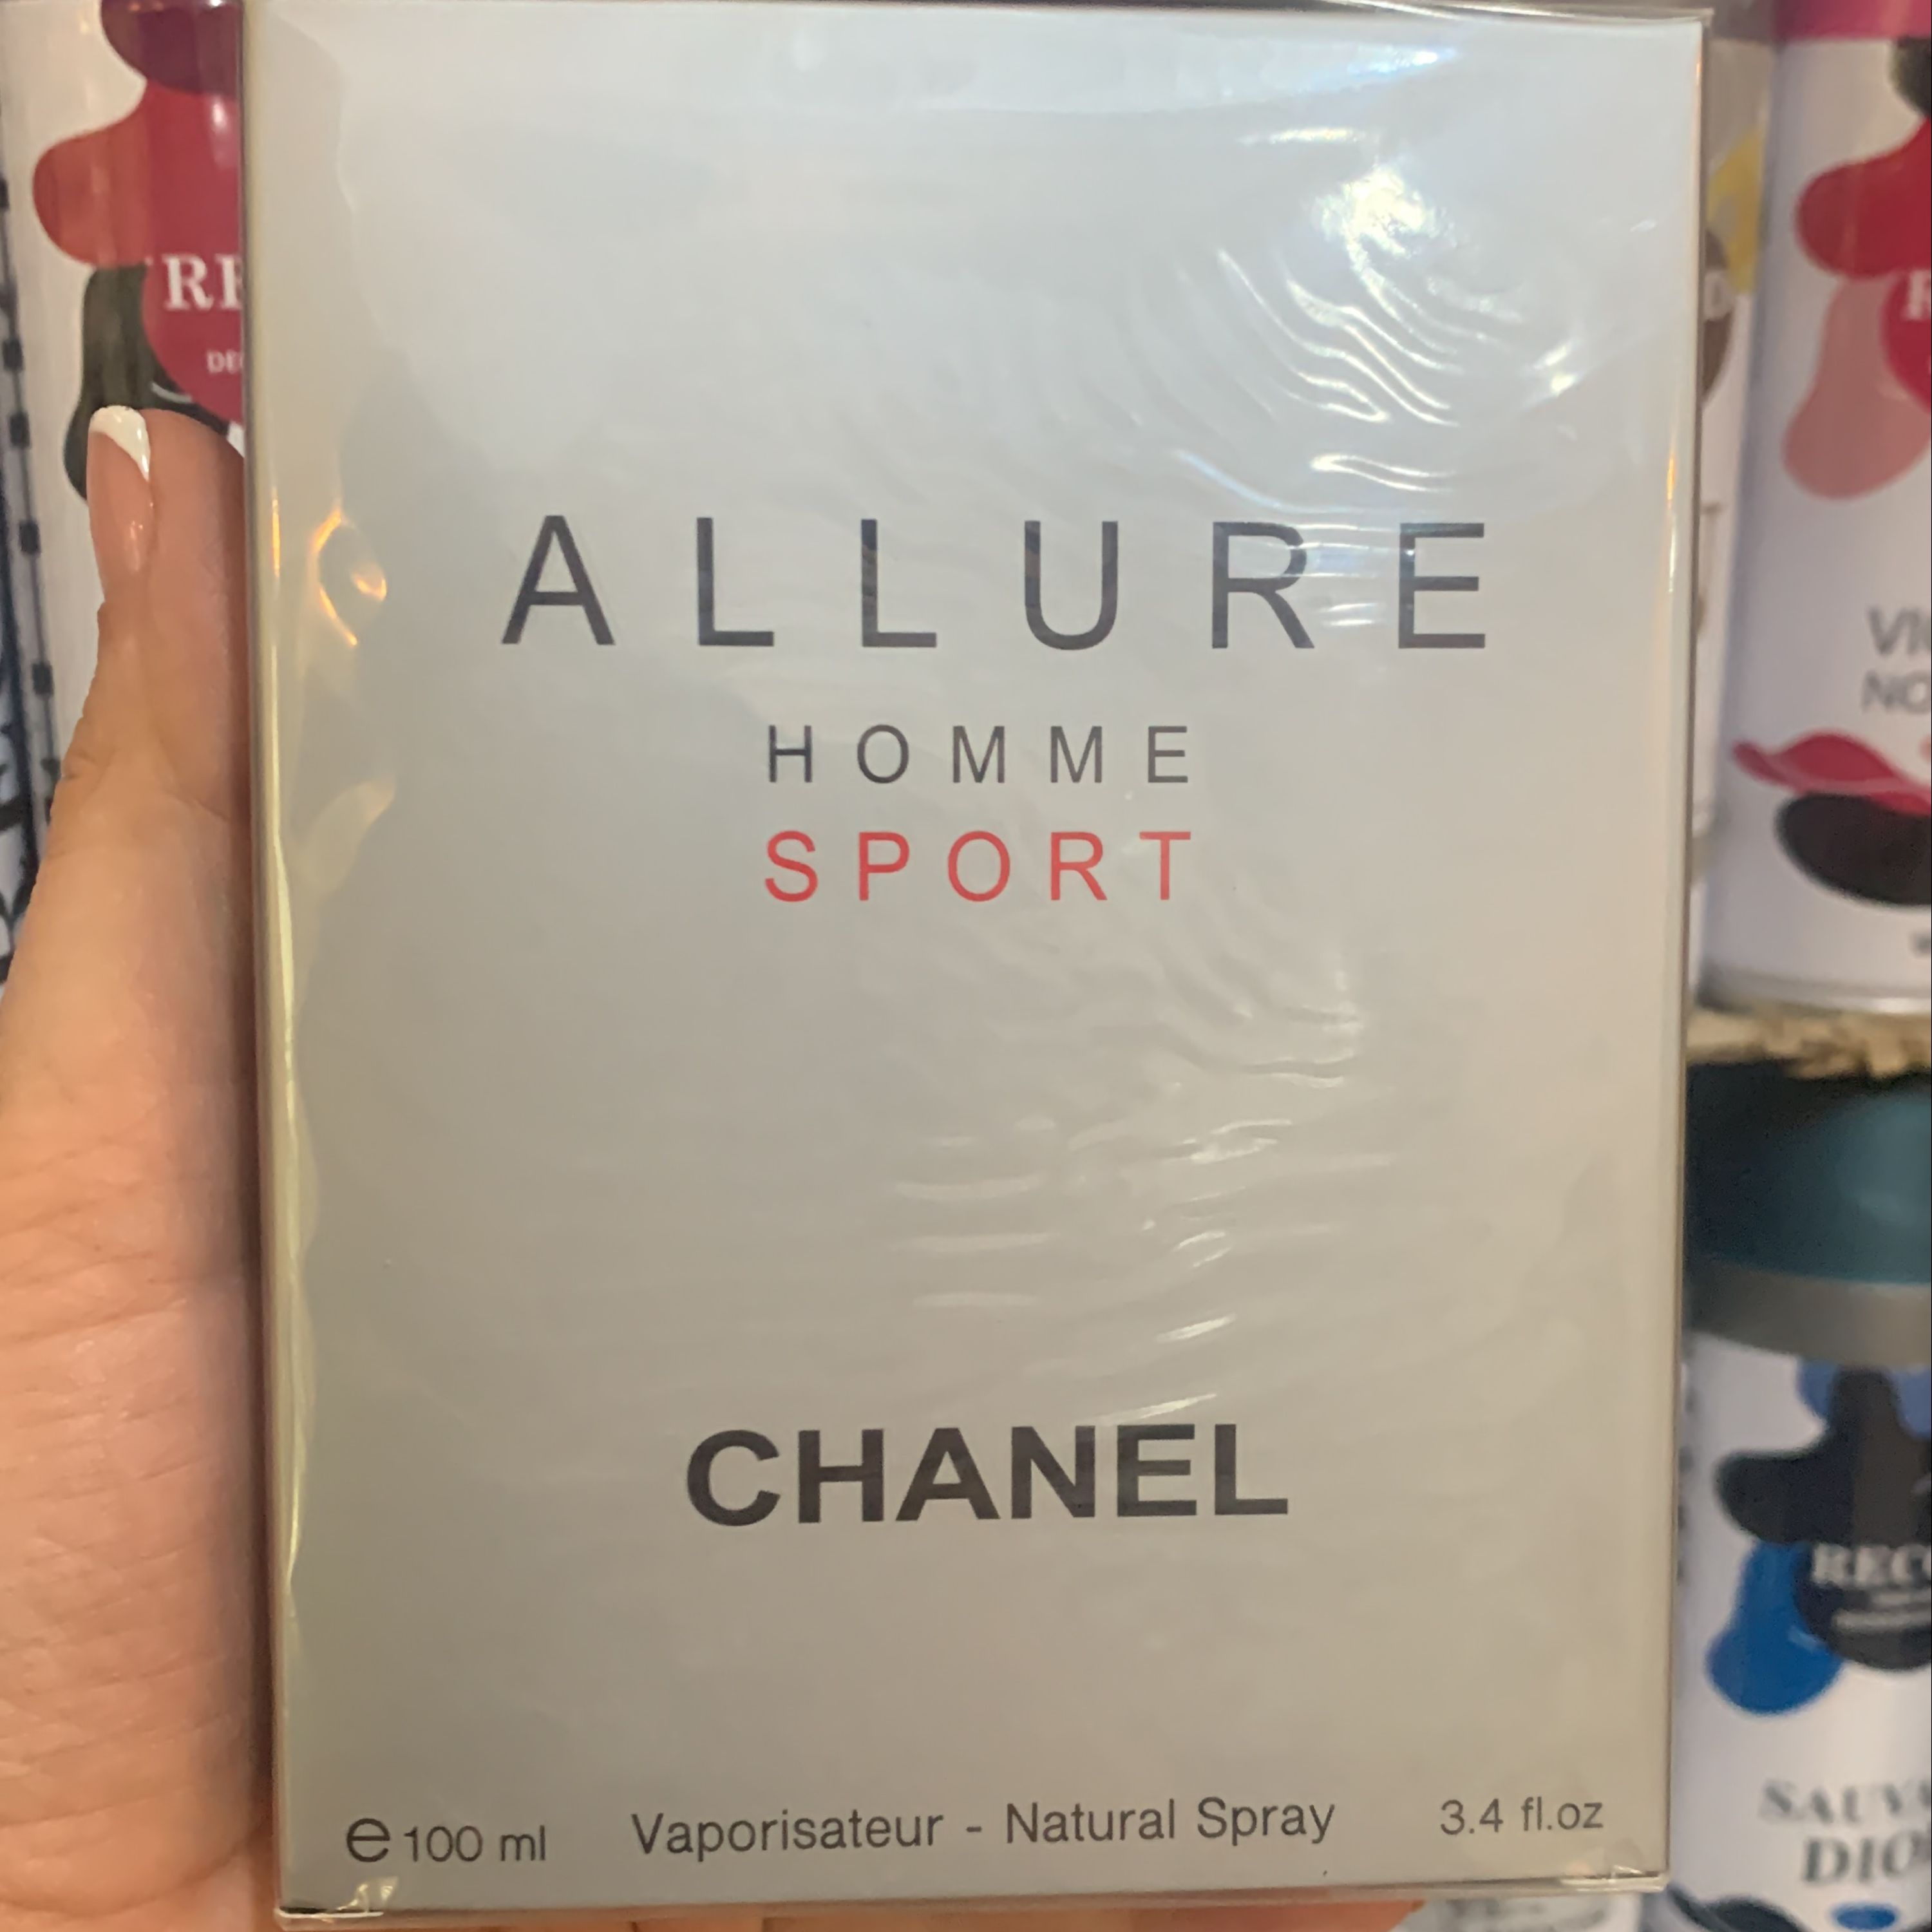 ALLURE
HOMME
SPORT
CHANEL
e 100 ml Vaporisateur - Natural Spray 3.4 fl.oz